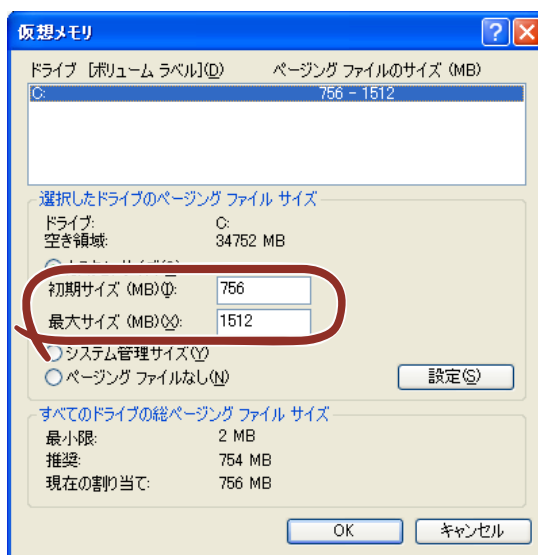 仮想メモリ
ドライブ [ボリューム ラベル](D) ページング ファイルのサイズ (MB)
C: 756 - 1512
選択したドライブのページング ファイル サイズ
ドライブ: C:
空き領域: 34752 MB
初期サイズ (MB)(I): 756
最大サイズ (MB)(X): 1512
システム管理サイズ(Y)
ページング ファイルなし(N) 設定(S)
すべてのドライブの総ページング ファイル サイズ
最小限: 2 MB
推奨: 754 MB
現在の割り当て: 756 MB
OK キャンセル